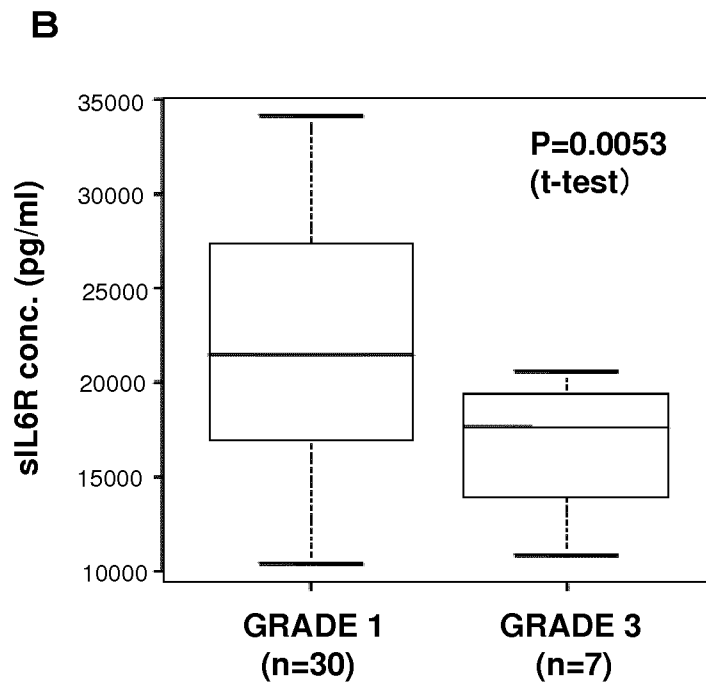 B
35000
30000
25000
20000
15000
10000
sIL6R conc. (pg/ml)
P=0.0053
(t-test）
GRADE 1
(n=30)
GRADE 3
(n=7)